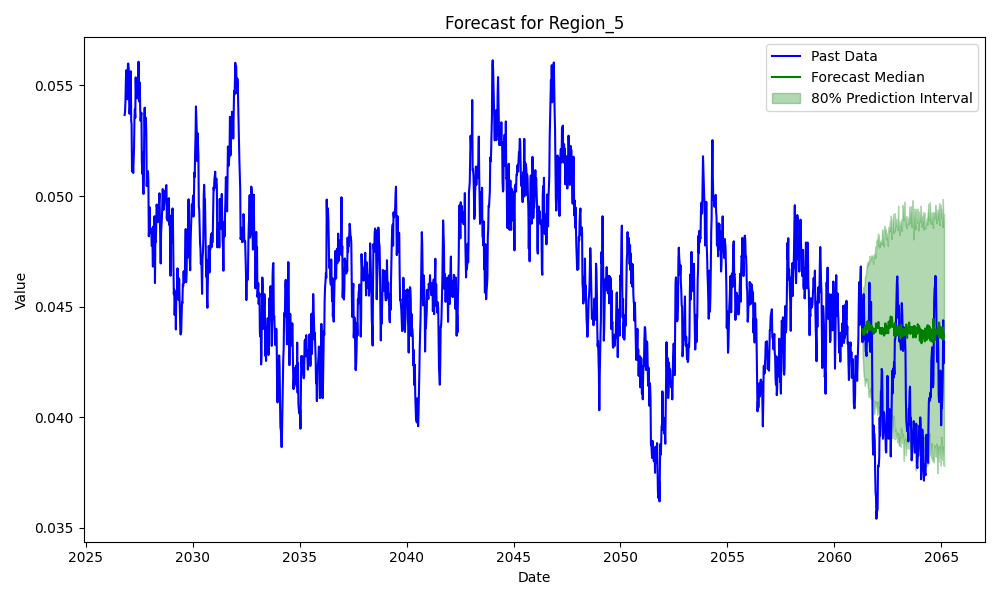 Forecast for Region_5
Past Data
Forecast Median
80% Prediction Interval
Value
0.055
0.050
0.045
0.040
0.035
2025
2030
2035
2040
2045
2050
2055
2060
2065
Date